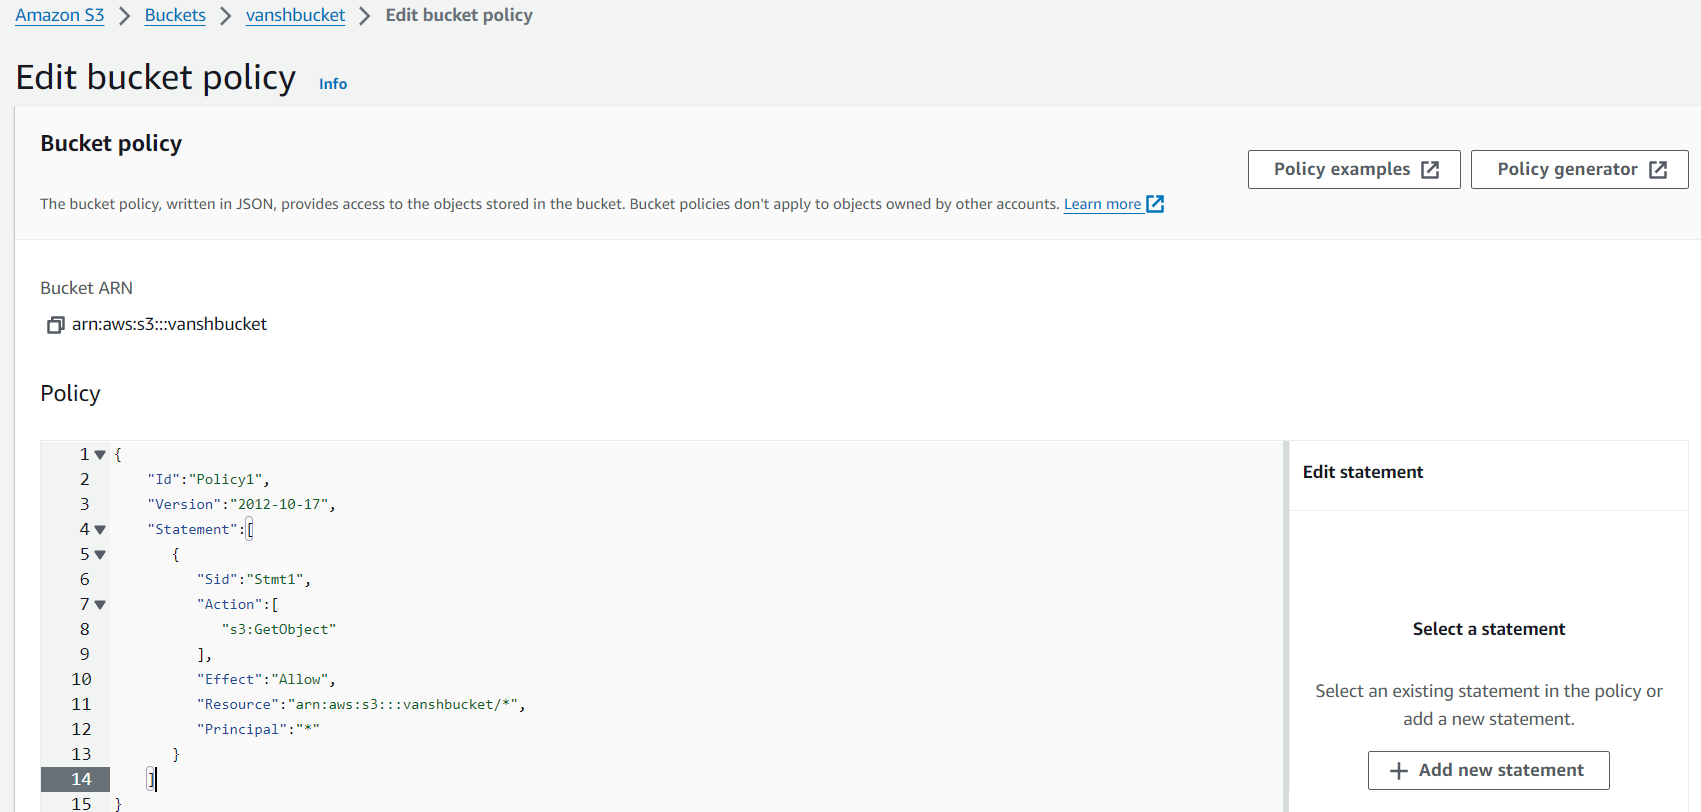 Amazon S3 > Buckets > vanshbucket > Edit bucket policy
Edit bucket policy Info
Bucket policy
Policy examples
Policy generator
The bucket policy, written in JSON, provides access to the objects stored in the bucket. Bucket policies don't apply to objects owned by other accounts. Learn more
Bucket ARN
arn:aws:s3:::vanshbucket
Policy
1 {
2 "Id":"Policy1",
3 "Version":"2012-10-17",
4 "Statement":[
5 {
6 "Sid":"Stmt1",
7 "Action":[
8 "s3:GetObject"
9 ],
10 "Effect":"Allow",
11 "Resource":"arn:aws:s3:::vanshbucket/*",
12 "Principal":"*"
13 }
14 ]
15 }
Edit statement
Select a statement
Select an existing statement in the policy or
add a new statement.
+ Add new statement